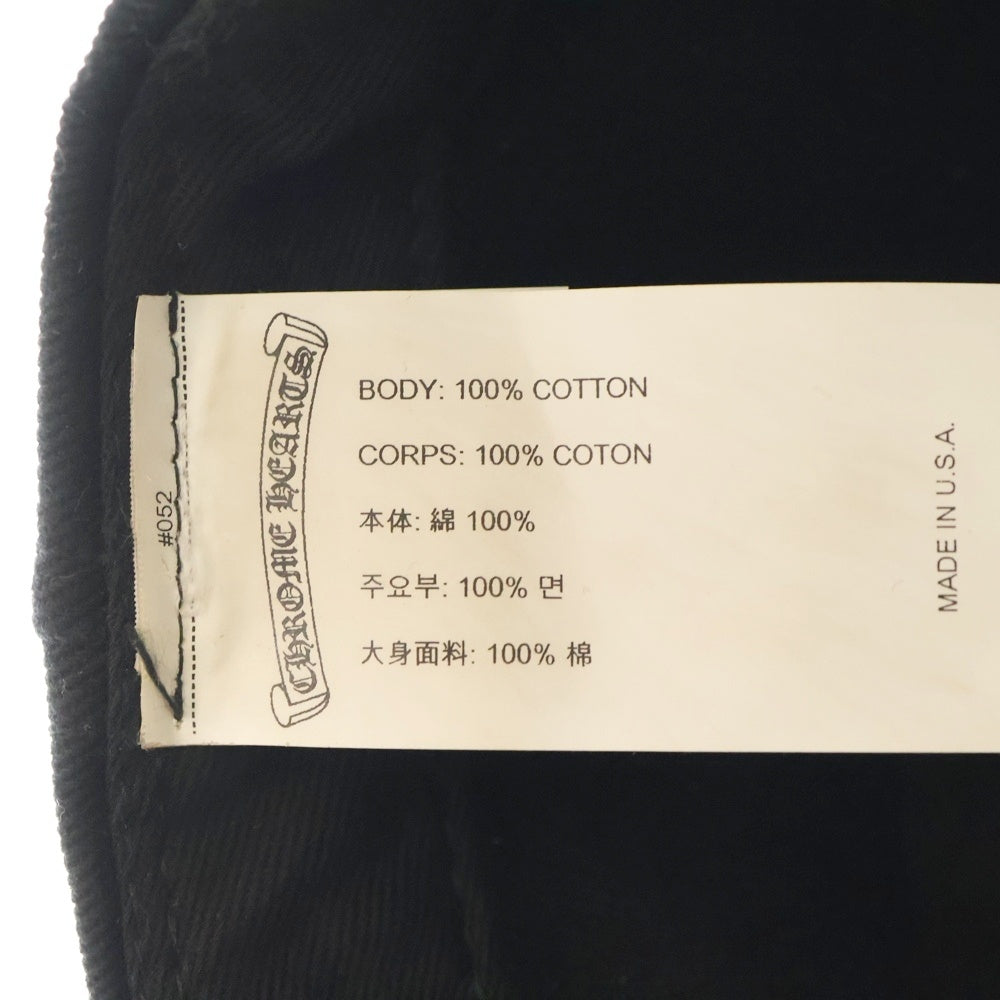 #052
CHROME HEARTS
BODY: 100% COTTON
CORPS: 100% COTON
本体: 綿 100%
주요부: 100% 면
大身面料: 100% 棉
MADE IN U.S.A.